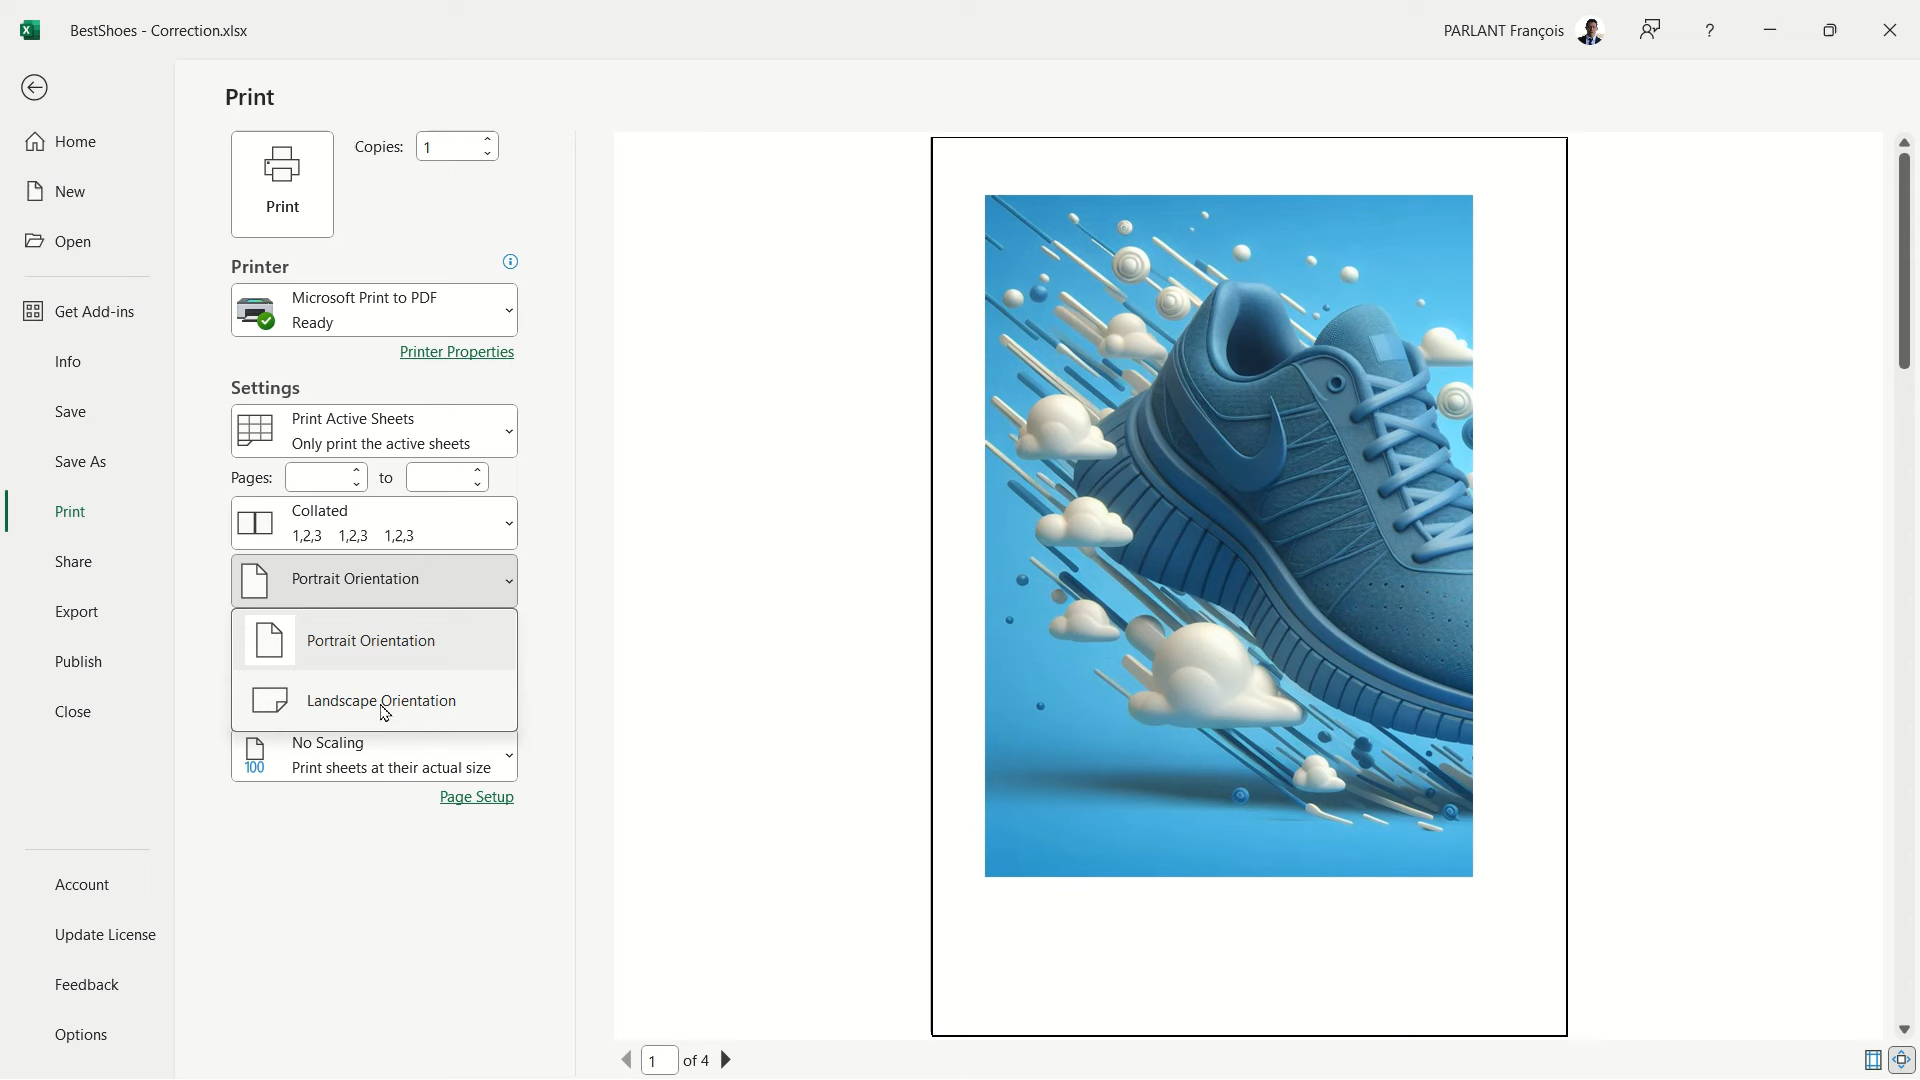 BestShoes - Correction.xlsx
PARLANT François
?
Print
Home
New
Open
Get Add-ins
Info
Save
Save As
Print
Share
Export
Publish
Close
Account
Update License
Feedback
Options
Print
Copies: 1
Printer
Microsoft Print to PDF
Ready
Printer Properties
Settings
Print Active Sheets
Only print the active sheets
Pages: to
Collated
1,2,3 1,2,3 1,2,3
Portrait Orientation
Portrait Orientation
Landscape Orientation
No Scaling
100 Print sheets at their actual size
Page Setup
1 of 4